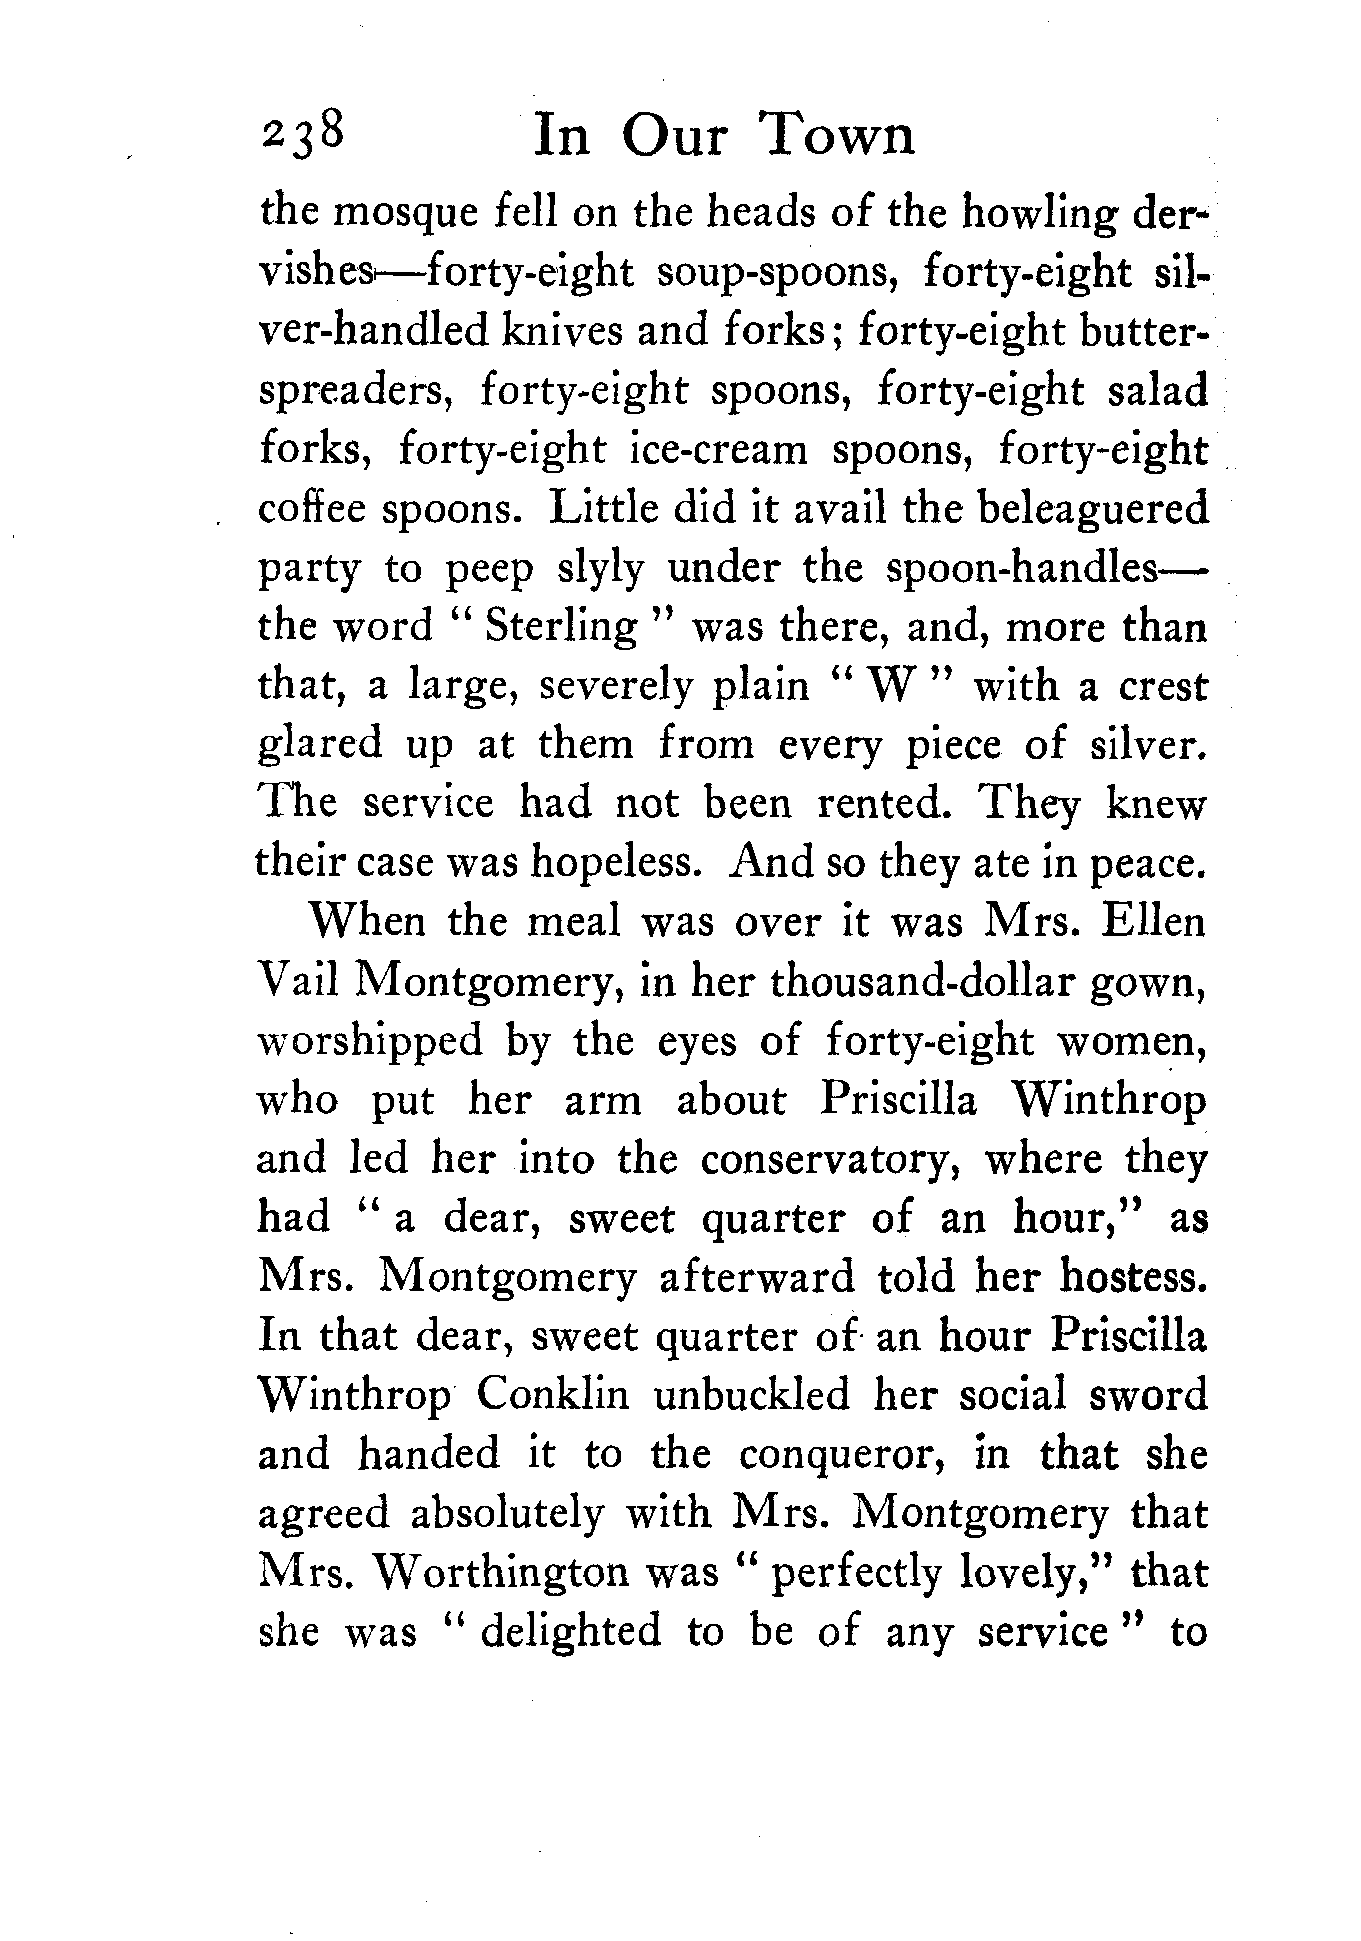 238 In Our Town
the mosque fell on the heads of the howling der-
vishes—forty-eight soup-spoons, forty-eight sil-
ver-handled knives and forks; forty-eight butter-
spreaders, forty-eight spoons, forty-eight salad
forks, forty-eight ice-cream spoons, forty-eight
coffee spoons. Little did it avail the beleaguered
party to peep slyly under the spoon-handles—
the word " Sterling " was there, and, more than
that, a large, severely plain " W " with a crest
glared up at them from every piece of silver.
The service had not been rented. They knew
their case was hopeless. And so they ate in peace.
When the meal was over it was Mrs. Ellen
Vail Montgomery, in her thousand-dollar gown,
worshipped by the eyes of forty-eight women,
who put her arm about Priscilla Winthrop
and led her into the conservatory, where they
had " a dear, sweet quarter of an hour," as
Mrs. Montgomery afterward told her hostess.
In that dear, sweet quarter of an hour Priscilla
Winthrop Conklin unbuckled her social sword
and handed it to the conqueror, in that she
agreed absolutely with Mrs. Montgomery that
Mrs. Worthington was " perfectly lovely," that
she was " delighted to be of any service " to